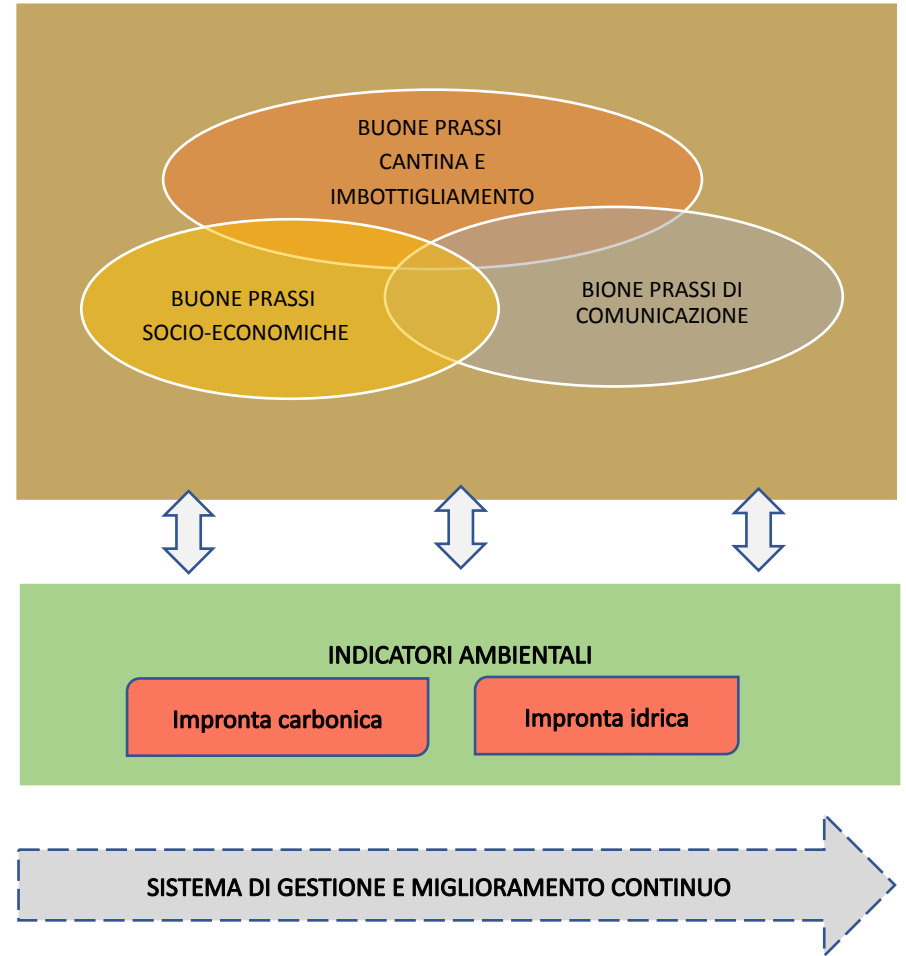 BUONE PRASSI
CANTINA E
IMBOTTIGLIAMENTO
BUONE PRASSI
SOCIO-ECONOMICHE
BIONE PRASSI DI
COMUNICAZIONE
INDICATORI AMBIENTALI
Impronta carbonica
Impronta idrica
SISTEMA DI GESTIONE E MIGLIORAMENTO CONTINUO